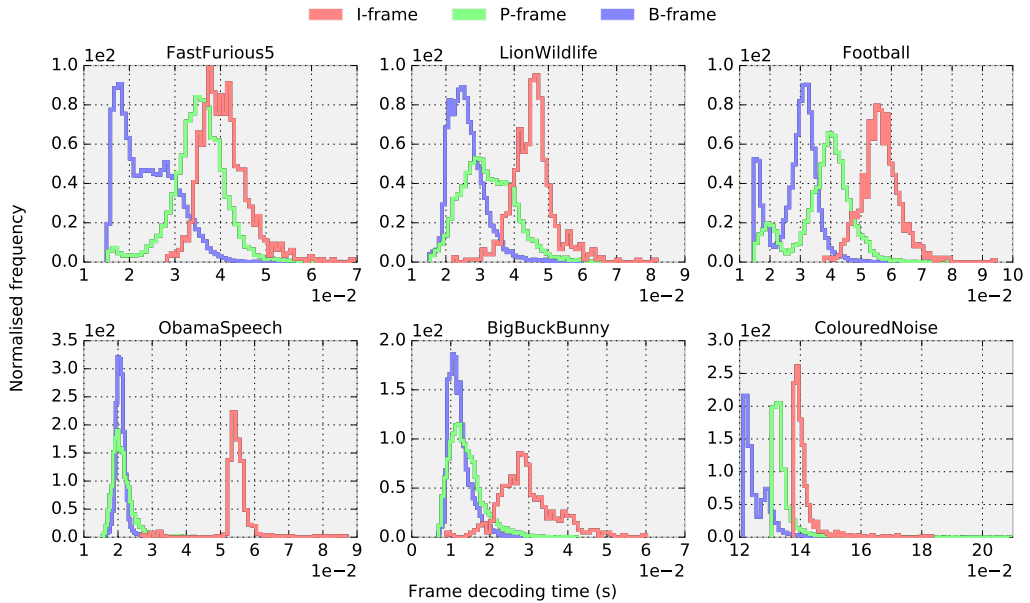 I-frame P-frame B-frame
FastFurious5 LionWildlife Football
1e2 1e2 1e2
1.0 1.0 1.0
0.8 0.8 0.8
0.6 0.6 0.6
0.4 0.4 0.4
0.2 0.2 0.2
0.0 0.0 0.0
1 2 3 4 5 6 7 1 2 3 4 5 6 7 8 9 1 2 3 4 5 6 7 8 9 10
1e−2 1e−2 1e−2
Normalised frequency
ObamaSpeech BigBuckBunny ColouredNoise
1e2 1e2 1e2
3.5 2.0 3.0
3.0 2.5
2.5 1.5 2.0
2.0 1.0 1.5
1.5 1.0
1.0 0.5 0.5
0.5
0.0 0.0 0.0
1 2 3 4 5 6 7 8 9 0 1 2 3 4 5 6 7 12 14 16 18 20
1e−2 1e−2 1e−2
Frame decoding time (s)